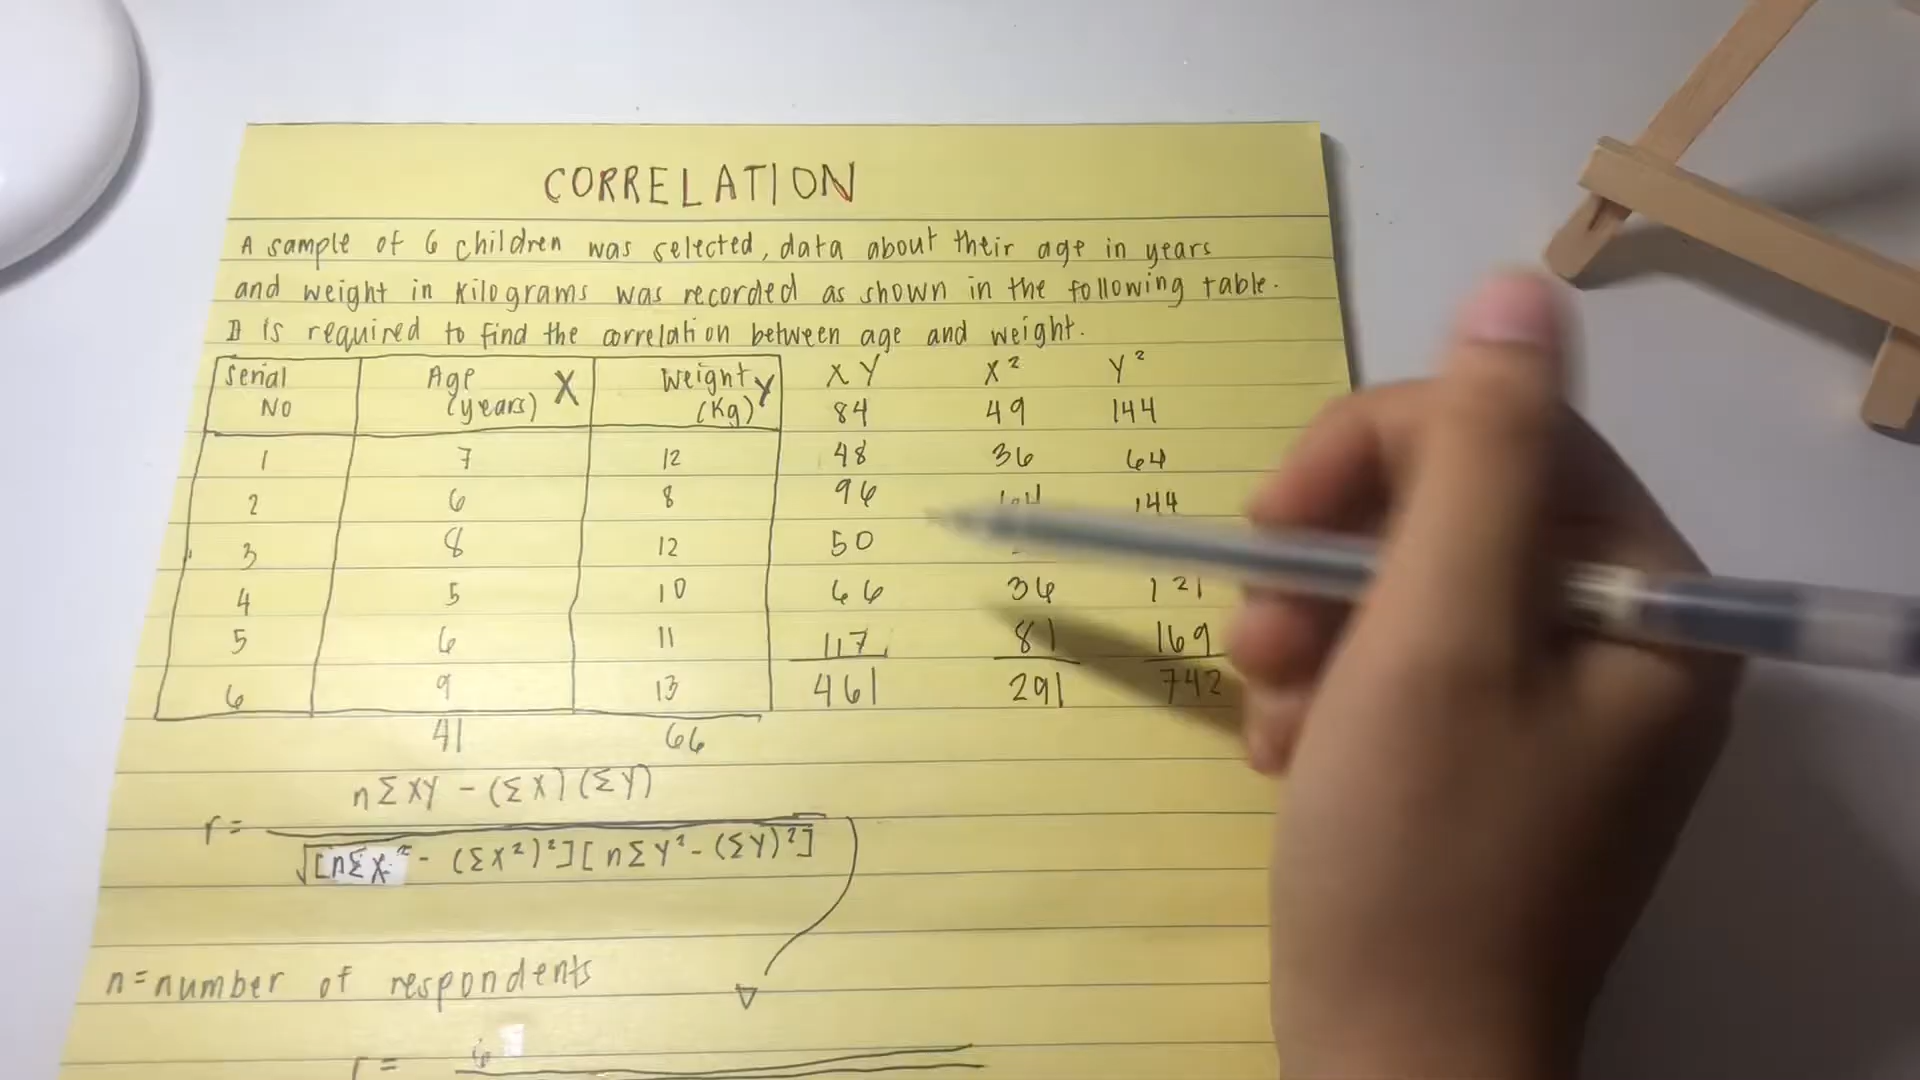 CORRELATION
A sample of 6 children was selected, data about their age in years
and weight in kilograms was recorded as shown in the following table.
It is required to find the correlation between age and weight.
Serial No Age (years) X Weight (Kg) Y XY X² Y²
84 49 144
1 7 12 48 36 64
2 6 8 96 144
3 8 12 50
4 5 10 66 36 121
5 6 11 117 81 169
6 9 13 461 291 742
41 66
nΣXY - (ΣX)(ΣY)
r=
√[nΣX² - (ΣX²)²][nΣY² - (ΣY)²]
n=number of respondents
6
r =